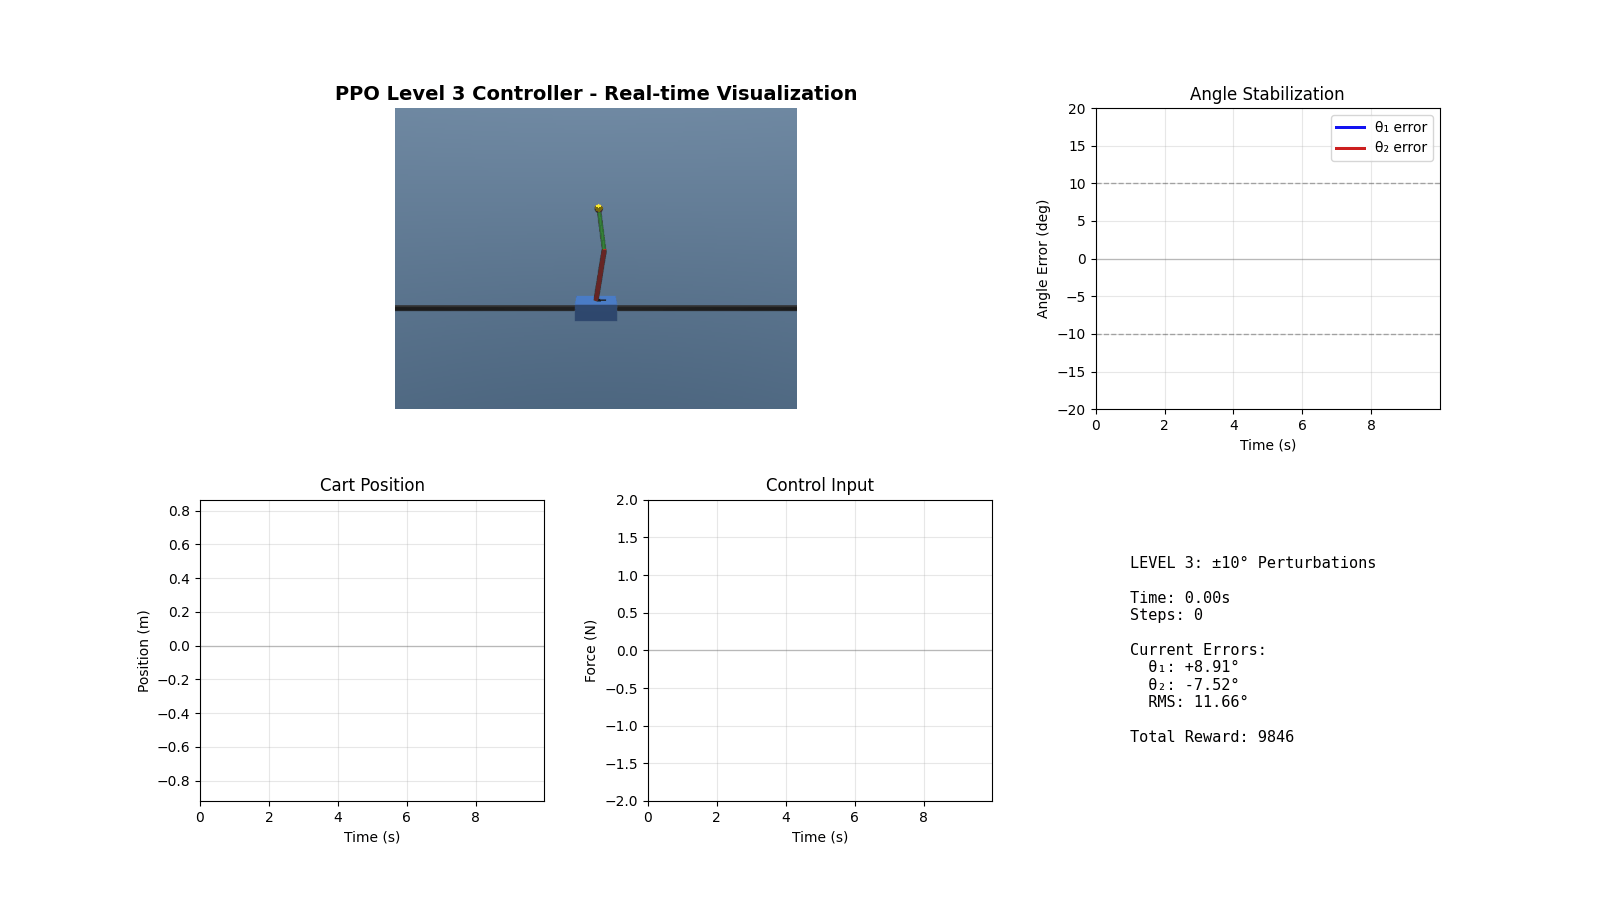 PPO Level 3 Controller - Real-time Visualization
Angle Stabilization
20
15
10
5
0
−5
−10
−15
−20
Angle Error (deg)
θ₁ error
θ₂ error
0 2 4 6 8
Time (s)
Cart Position
0.8
0.6
0.4
0.2
0.0
−0.2
−0.4
−0.6
−0.8
Position (m)
0 2 4 6 8
Time (s)
Control Input
2.0
1.5
1.0
0.5
0.0
−0.5
−1.0
−1.5
−2.0
Force (N)
0 2 4 6 8
Time (s)
LEVEL 3: ±10° Perturbations
Time: 0.00s
Steps: 0
Current Errors:
θ₁: +8.91°
θ₂: -7.52°
RMS: 11.66°
Total Reward: 9846